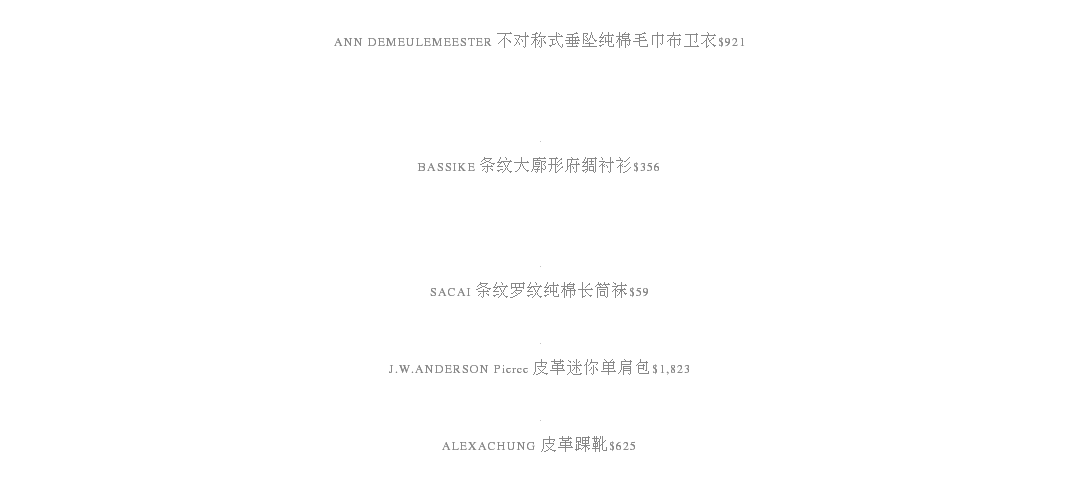 ANN DEMEULEMEESTER 不对称式垂坠纯棉毛巾布卫衣$921
BASSIKE 条纹大廓形府绸衬衫$356
SACAI 条纹罗纹纯棉长筒袜$59
J.W.ANDERSON Pierce 皮革迷你单肩包$1,823
ALEXACHUNG 皮革踝靴$625